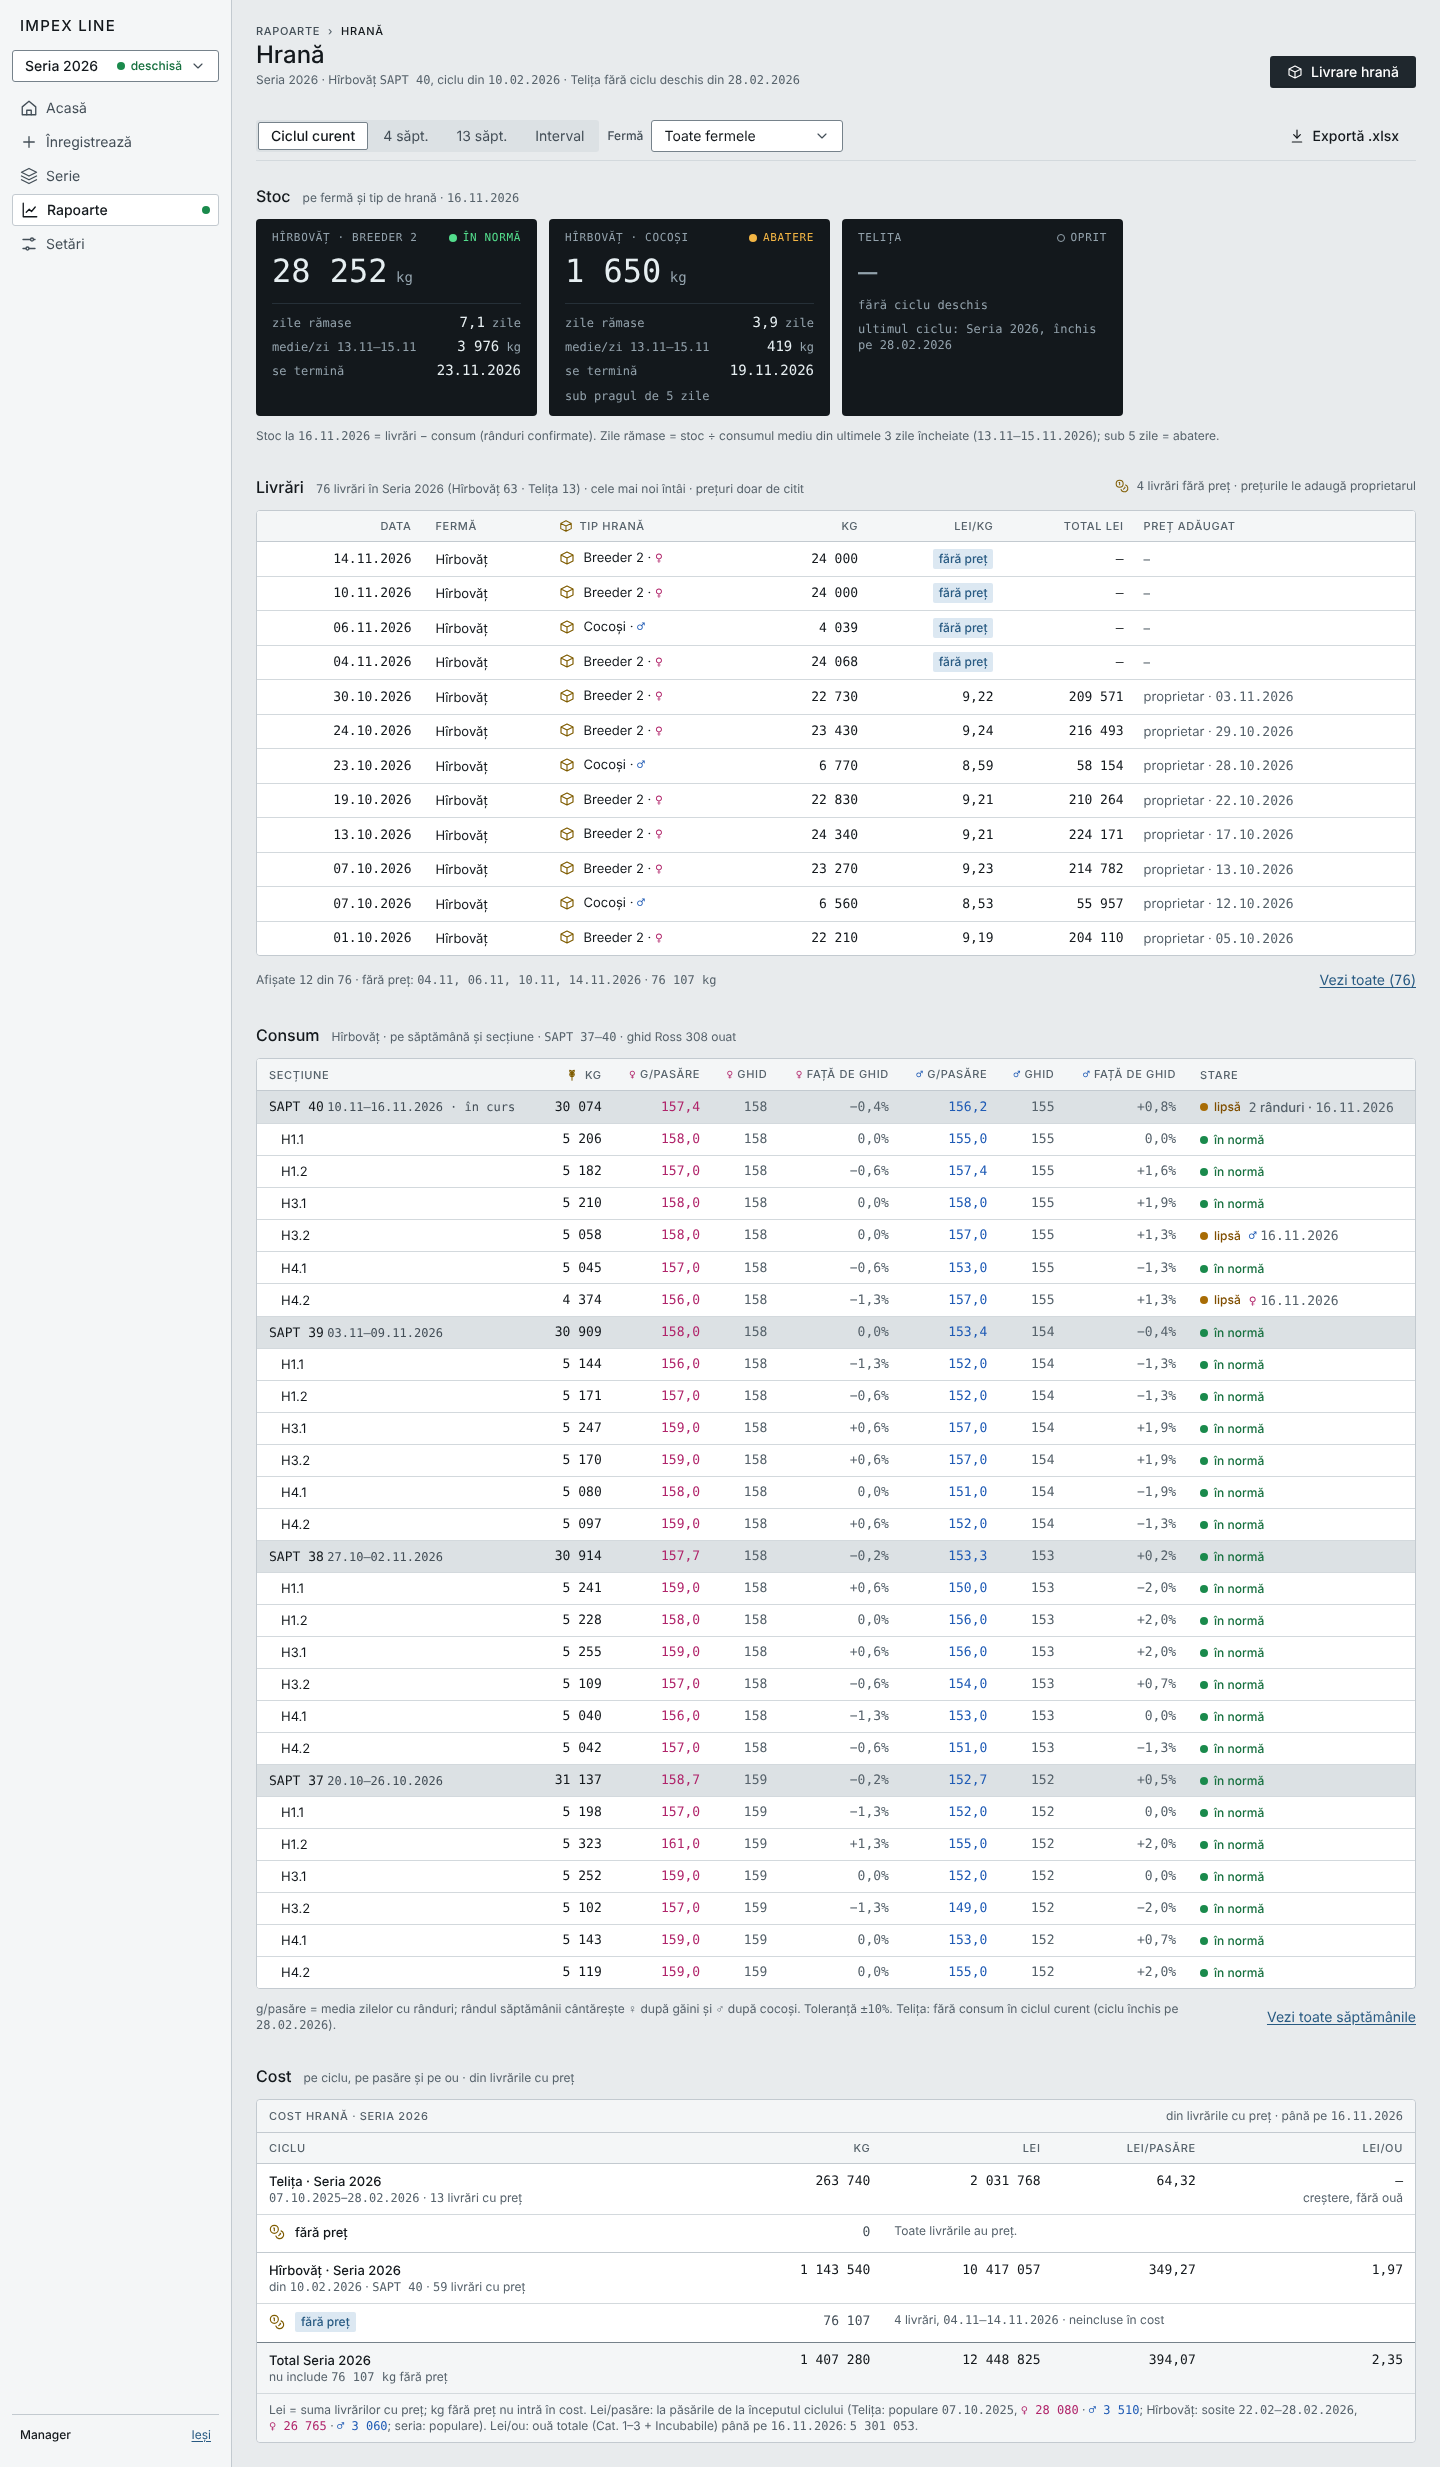 IMPEX LINE
Seria 2026 deschisă
Acasă
Înregistrează
Serie
Rapoarte
Setări
RAPOARTE › HRANĂ
Hrană
Seria 2026 · Hîrbovăț SAPT 40, ciclu din 10.02.2026 · Telița fără ciclu deschis din 28.02.2026
Livrare hrană
Ciclul curent 4 săpt. 13 săpt. Interval Fermă Toate fermele Exportă .xlsx
Stoc pe fermă și tip de hrană · 16.11.2026
HÎRBOVĂȚ · BREEDER 2 ÎN NORMĂ
28 252 kg
zile rămase 7,1 zile
medie/zi 13.11–15.11 3 976 kg
se termină 23.11.2026
HÎRBOVĂȚ · COCOȘI ABATERE
1 650 kg
zile rămase 3,9 zile
medie/zi 13.11–15.11 419 kg
se termină 19.11.2026
sub pragul de 5 zile
TELIȚA OPRIT
—
fără ciclu deschis
ultimul ciclu: Seria 2026, închis
pe 28.02.2026
Stoc la 16.11.2026 = livrări − consum (rânduri confirmate). Zile rămase = stoc ÷ consumul mediu din ultimele 3 zile încheiate (13.11–15.11.2026); sub 5 zile = abatere.
Livrări 76 livrări în Seria 2026 (Hîrbovăț 63 · Telița 13) · cele mai noi întâi · prețuri doar de citit
4 livrări fără preț · prețurile le adaugă proprietarul
DATA FERMĂ TIP HRANĂ KG LEI/KG TOTAL LEI PREȚ ADĂUGAT
14.11.2026 Hîrbovăț Breeder 2 · ♀ 24 000 fără preț — –
10.11.2026 Hîrbovăț Breeder 2 · ♀ 24 000 fără preț — –
06.11.2026 Hîrbovăț Cocoși · ♂ 4 039 fără preț — –
04.11.2026 Hîrbovăț Breeder 2 · ♀ 24 068 fără preț — –
30.10.2026 Hîrbovăț Breeder 2 · ♀ 22 730 9,22 209 571 proprietar · 03.11.2026
24.10.2026 Hîrbovăț Breeder 2 · ♀ 23 430 9,24 216 493 proprietar · 29.10.2026
23.10.2026 Hîrbovăț Cocoși · ♂ 6 770 8,59 58 154 proprietar · 28.10.2026
19.10.2026 Hîrbovăț Breeder 2 · ♀ 22 830 9,21 210 264 proprietar · 22.10.2026
13.10.2026 Hîrbovăț Breeder 2 · ♀ 24 340 9,21 224 171 proprietar · 17.10.2026
07.10.2026 Hîrbovăț Breeder 2 · ♀ 23 270 9,23 214 782 proprietar · 13.10.2026
07.10.2026 Hîrbovăț Cocoși · ♂ 6 560 8,53 55 957 proprietar · 12.10.2026
01.10.2026 Hîrbovăț Breeder 2 · ♀ 22 210 9,19 204 110 proprietar · 05.10.2026
Afișate 12 din 76 · fără preț: 04.11, 06.11, 10.11, 14.11.2026 · 76 107 kg
Vezi toate (76)
Consum Hîrbovăț · pe săptămână și secțiune · SAPT 37–40 · ghid Ross 308 ouat
SECȚIUNE KG ♀ G/PASĂRE ♀ GHID ♀ FAȚĂ DE GHID ♂ G/PASĂRE ♂ GHID ♂ FAȚĂ DE GHID STARE
SAPT 40 10.11–16.11.2026 · în curs 30 074 157,4 158 −0,4% 156,2 155 +0,8% lipsă 2 rânduri · 16.11.2026
H1.1 5 206 158,0 158 0,0% 155,0 155 0,0% în normă
H1.2 5 182 157,0 158 −0,6% 157,4 155 +1,6% în normă
H3.1 5 210 158,0 158 0,0% 158,0 155 +1,9% în normă
H3.2 5 058 158,0 158 0,0% 157,0 155 +1,3% lipsă ♂ 16.11.2026
H4.1 5 045 157,0 158 −0,6% 153,0 155 −1,3% în normă
H4.2 4 374 156,0 158 −1,3% 157,0 155 +1,3% lipsă ♀ 16.11.2026
SAPT 39 03.11–09.11.2026 30 909 158,0 158 0,0% 153,4 154 −0,4% în normă
H1.1 5 144 156,0 158 −1,3% 152,0 154 −1,3% în normă
H1.2 5 171 157,0 158 −0,6% 152,0 154 −1,3% în normă
H3.1 5 247 159,0 158 +0,6% 157,0 154 +1,9% în normă
H3.2 5 170 159,0 158 +0,6% 157,0 154 +1,9% în normă
H4.1 5 080 158,0 158 0,0% 151,0 154 −1,9% în normă
H4.2 5 097 159,0 158 +0,6% 152,0 154 −1,3% în normă
SAPT 38 27.10–02.11.2026 30 914 157,7 158 −0,2% 153,3 153 +0,2% în normă
H1.1 5 241 159,0 158 +0,6% 150,0 153 −2,0% în normă
H1.2 5 228 158,0 158 0,0% 156,0 153 +2,0% în normă
H3.1 5 255 159,0 158 +0,6% 156,0 153 +2,0% în normă
H3.2 5 109 157,0 158 −0,6% 154,0 153 +0,7% în normă
H4.1 5 040 156,0 158 −1,3% 153,0 153 0,0% în normă
H4.2 5 042 157,0 158 −0,6% 151,0 153 −1,3% în normă
SAPT 37 20.10–26.10.2026 31 137 158,7 159 −0,2% 152,7 152 +0,5% în normă
H1.1 5 198 157,0 159 −1,3% 152,0 152 0,0% în normă
H1.2 5 323 161,0 159 +1,3% 155,0 152 +2,0% în normă
H3.1 5 252 159,0 159 0,0% 152,0 152 0,0% în normă
H3.2 5 102 157,0 159 −1,3% 149,0 152 −2,0% în normă
H4.1 5 143 159,0 159 0,0% 153,0 152 +0,7% în normă
H4.2 5 119 159,0 159 0,0% 155,0 152 +2,0% în normă
g/pasăre = media zilelor cu rânduri; rândul săptămânii cântărește ♀ după găini și ♂ după cocoși. Toleranță ±10%. Telița: fără consum în ciclul curent (ciclu închis pe
28.02.2026).
Vezi toate săptămânile
Cost pe ciclu, pe pasăre și pe ou · din livrările cu preț
COST HRANĂ · SERIA 2026 din livrările cu preț · până pe 16.11.2026
CICLU KG LEI LEI/PASĂRE LEI/OU
Telița · Seria 2026 263 740 2 031 768 64,32 —
07.10.2025–28.02.2026 · 13 livrări cu preț creștere, fără ouă
fără preț 0 Toate livrările au preț.
Hîrbovăț · Seria 2026 1 143 540 10 417 057 349,27 1,97
din 10.02.2026 · SAPT 40 · 59 livrări cu preț
fără preț 76 107 4 livrări, 04.11–14.11.2026 · neincluse în cost
Total Seria 2026 1 407 280 12 448 825 394,07 2,35
nu include 76 107 kg fără preț
Lei = suma livrărilor cu preț; kg fără preț nu intră în cost. Lei/pasăre: la păsările de la începutul ciclului (Telița: populare 07.10.2025, ♀ 28 080 · ♂ 3 510; Hîrbovăț: sosite 22.02–28.02.2026,
♀ 26 765 · ♂ 3 060; seria: populare). Lei/ou: ouă totale (Cat. 1–3 + Incubabile) până pe 16.11.2026: 5 301 053.
Manager Ieși